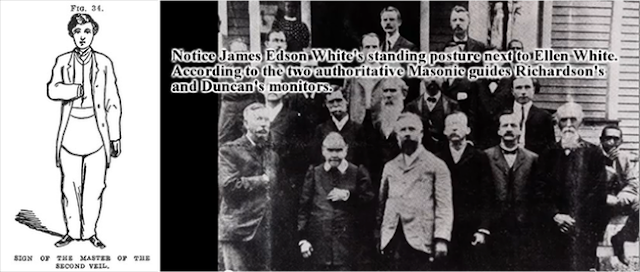 FIG. 34.
SIGN OF THE MASTER OF THE
SECOND VEIL.
Notice James Edson White's standing posture next to Ellen White.
According to the two authoritative Masonic guides Richardson's
and Duncan's monitors.